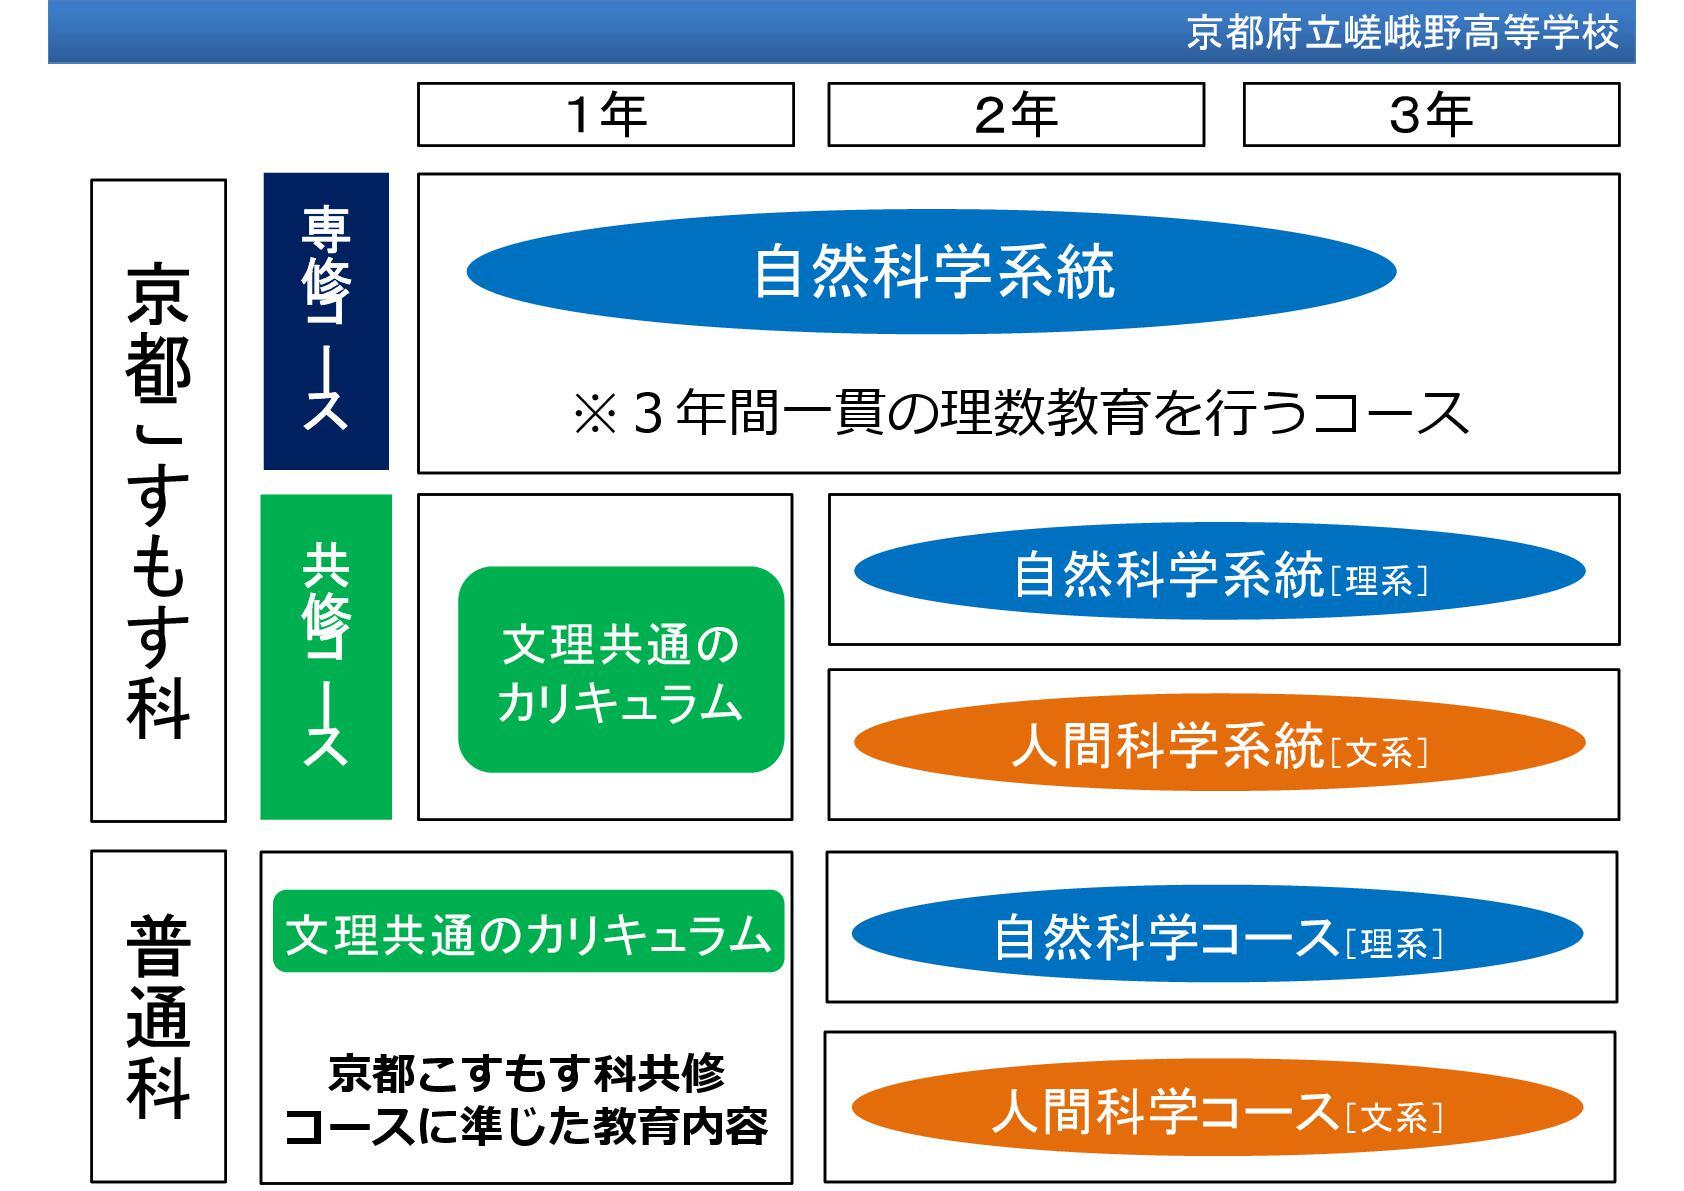 京都府立嵯峨野高等学校
1年
2年
3年
京都こすもす科
専修コース
自然科学系統
※3年間一貫の理数教育を行うコース
共修コース
文理共通の
カリキュラム
自然科学系統[理系]
人間科学系統[文系]
普通科
文理共通のカリキュラム
京都こすもす科共修
コースに準じた教育内容
自然科学コース[理系]
人間科学コース[文系]